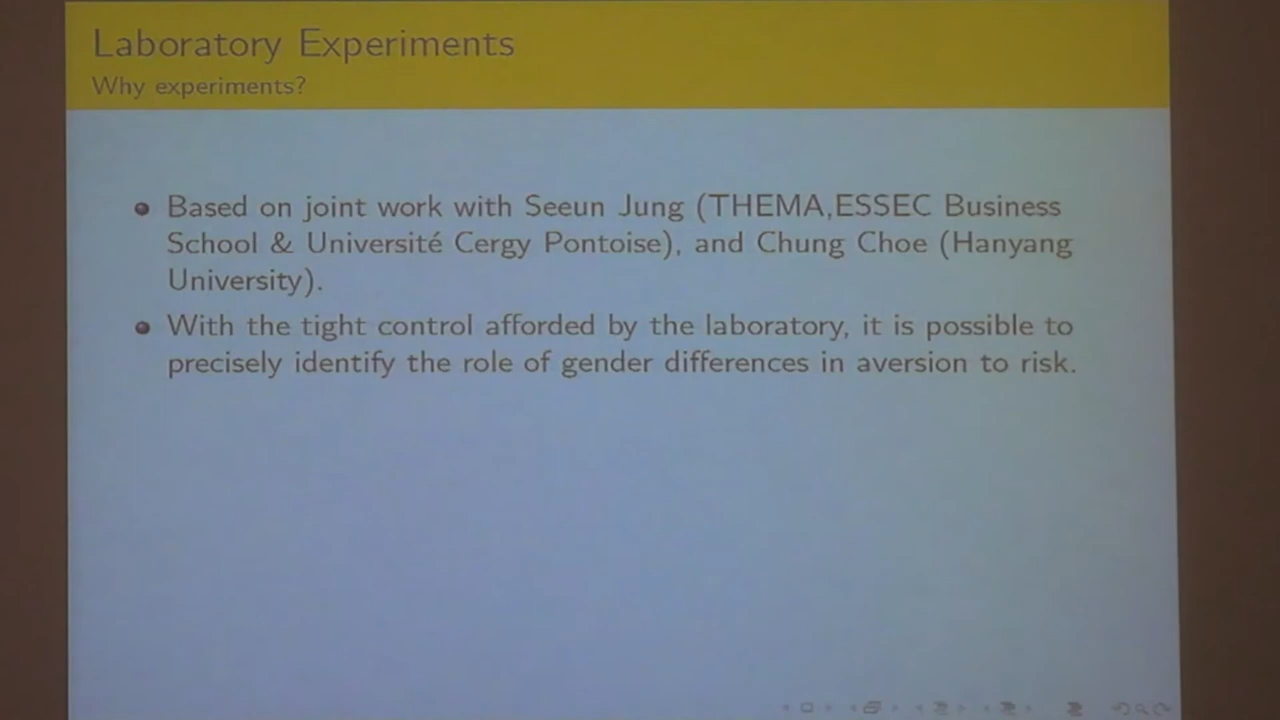 Laboratory Experiments
Why experiments?
Based on joint work with Seeun Jung (THEMA,ESSEC Business
School & Université Cergy Pontoise), and Chung Choe (Hanyang
University).
With the tight control afforded by the laboratory, it is possible to
precisely identify the role of gender differences in aversion to risk.